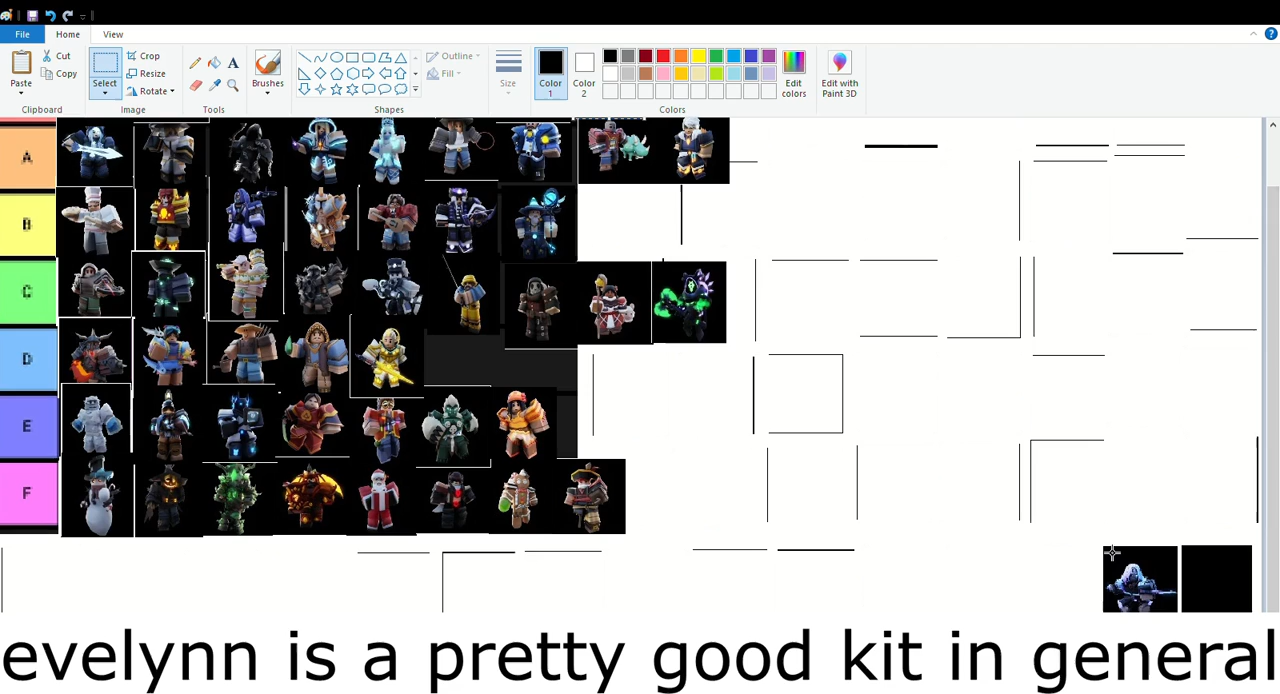 File Home View
Paste
Cut
Copy
Clipboard
Select
Crop
Resize
Rotate
Image
Tools
Brushes
Shapes
Outline
Fill
Size
Color 1
Color 2
Edit colors
Colors
Edit with Paint 3D
A
B
C
D
E
F
evelynn is a pretty good kit in general